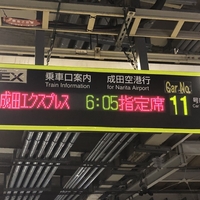 EX 乗車口案内 成田空港行 Car No.
Train Information for Narita Airport
成田エクスプレス 6:05 指定席 11